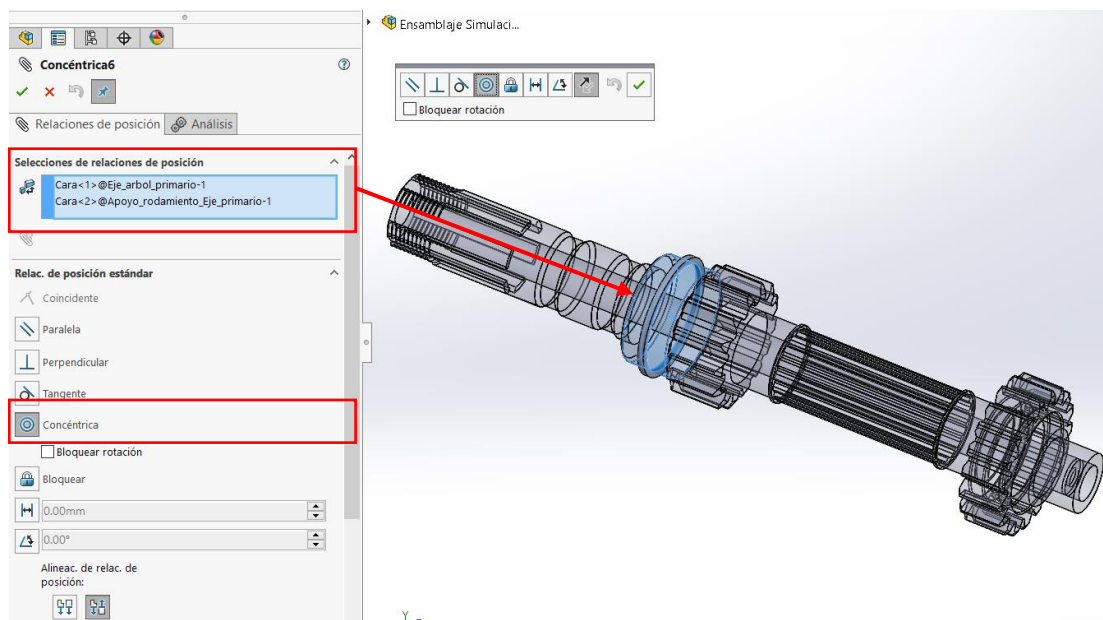 Ensamblaje Simulaci...
Concéntrica6
Relaciones de posición Análisis
Selecciones de relaciones de posición
Cara<1>@Eje_arbol_primario-1
Cara<2>@Apoyo_rodamiento_Eje_primario-1
Relac. de posición estándar
Coincidente
Paralela
Perpendicular
Tangente
Concéntrica
Bloquear rotación
Bloquear
0.00mm
0.00°
Alineac. de relac. de
posición:
Bloquear rotación
Y